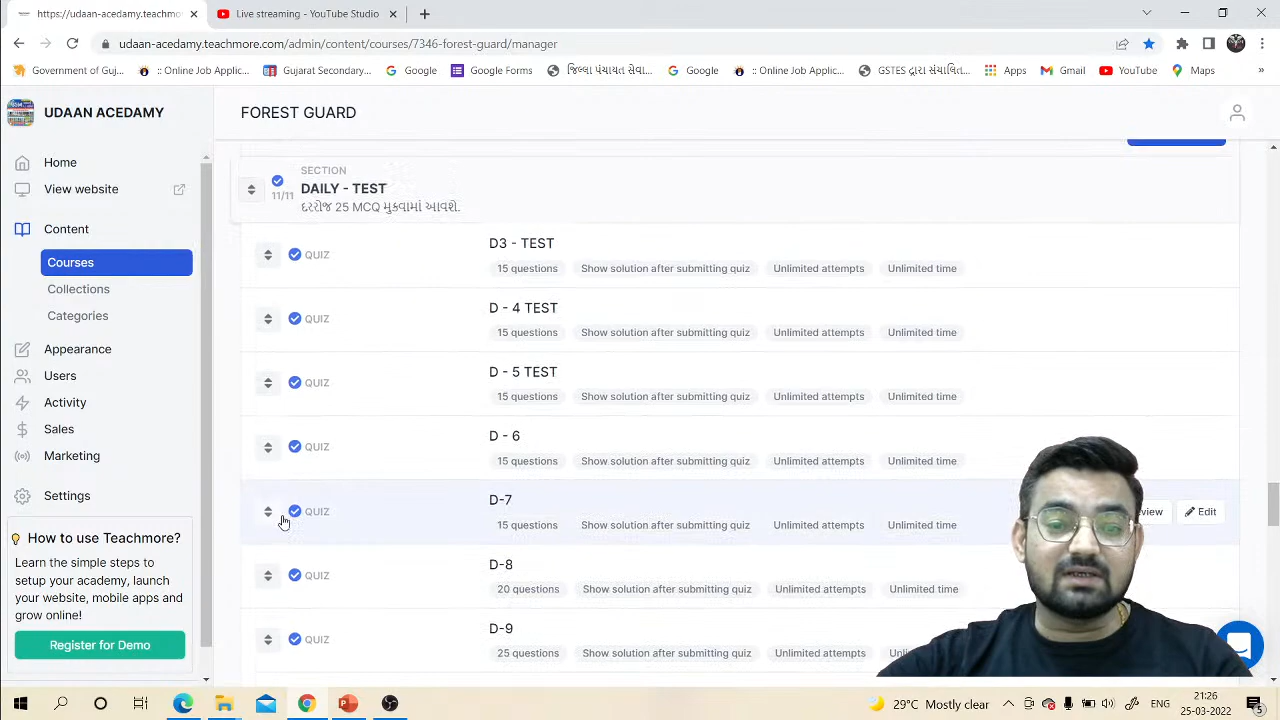 https://udaan-acedamy.teachmore
Live streaming - YouTube Studio
udaan-acedamy.teachmore.com/admin/content/courses/7346-forest-guard/manager
Government of Guj...
:: Online Job Applic...
Gujarat Secondary...
Google
Google Forms
જિલ્લા પંચાયત સેવા...
Google
:: Online Job Applic...
GSTES દ્વારા સંચાલિત...
Apps
Gmail
YouTube
Maps
UDAAN ACEDAMY
FOREST GUARD
Home
View website
Content
Courses
Collections
Categories
Appearance
Users
Activity
Sales
Marketing
Settings
How to use Teachmore?
Learn the simple steps to
setup your academy, launch
your website, mobile apps and
grow online!
Register for Demo
SECTION
11/11
DAILY - TEST
દરરોજ 25 MCQ મુકવામાં આવશે.
QUIZ
D3 - TEST
15 questions Show solution after submitting quiz Unlimited attempts Unlimited time
QUIZ
D - 4 TEST
15 questions Show solution after submitting quiz Unlimited attempts Unlimited time
QUIZ
D - 5 TEST
15 questions Show solution after submitting quiz Unlimited attempts Unlimited time
QUIZ
D - 6
15 questions Show solution after submitting quiz Unlimited attempts Unlimited time
QUIZ
D-7
15 questions Show solution after submitting quiz Unlimited attempts Unlimited time
view Edit
QUIZ
D-8
20 questions Show solution after submitting quiz Unlimited attempts Unlimited time
QUIZ
D-9
25 questions Show solution after submitting quiz Unlimited attempts
29°C Mostly clear
ENG
21:26
25-03-2022
5